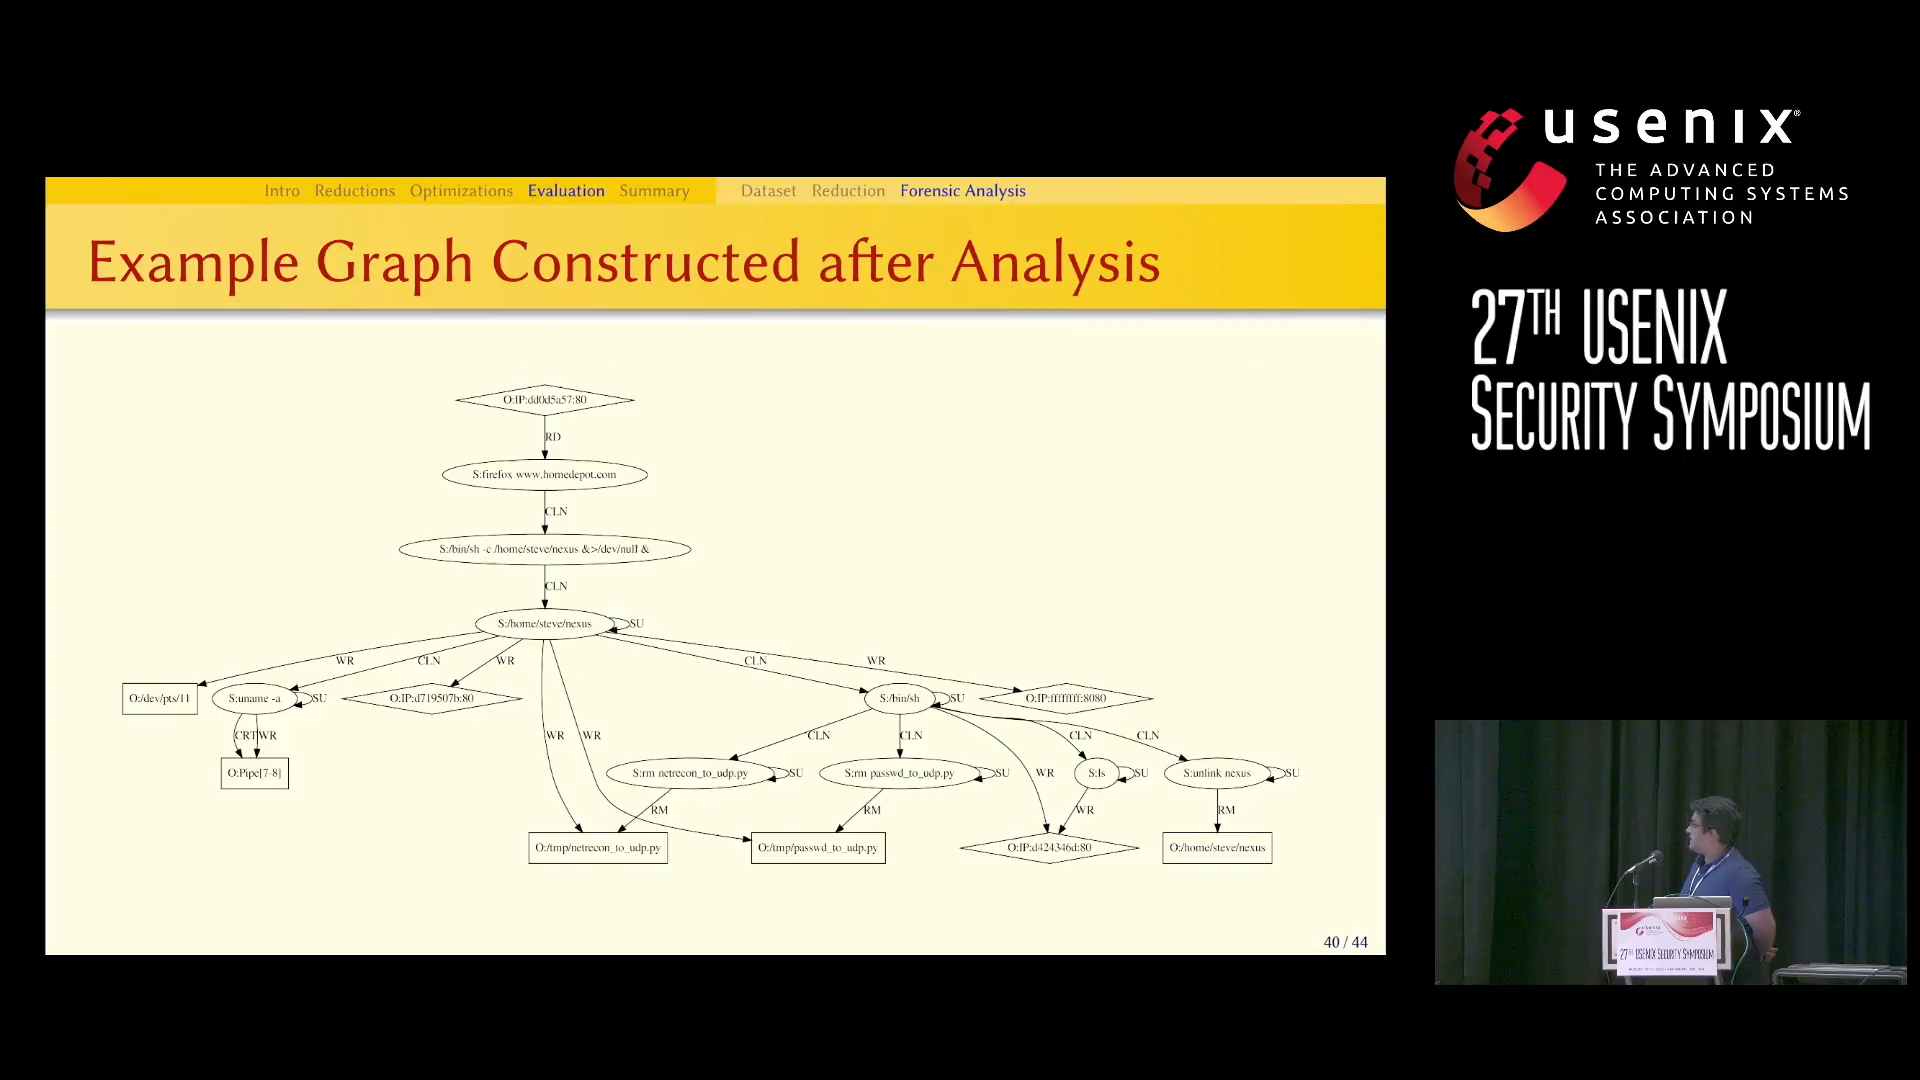 Intro Reductions Optimizations Evaluation Summary Dataset Reduction Forensic Analysis
Example Graph Constructed after Analysis
O:IP:dd0d5a57:80
RD
S:firefox www.homedepot.com
CLN
S:/bin/sh -c /home/steve/nexus &>/dev/null &
CLN
S:/home/steve/nexus SU
WR CLN WR CLN WR
O:/dev/pts/11 S:uname -a SU O:IP:d719507b:80 S:/bin/sh SU O:IP:ffffffff:8080
CRT WR WR WR CLN CLN WR CLN CLN
O:Pipe[7-8] S:rm netrecon_to_udp.py SU S:rm passwd_to_udp.py SU S:ls SU S:unlink nexus SU
RM RM WR RM
O:/tmp/netrecon_to_udp.py O:/tmp/passwd_to_udp.py O:IP:d424346d:80 O:/home/steve/nexus
40 / 44
usenix®
THE ADVANCED
COMPUTING SYSTEMS
ASSOCIATION
27TH USENIX
SECURITY SYMPOSIUM
usenix
27TH USENIX SECURITY SYMPOSIUM